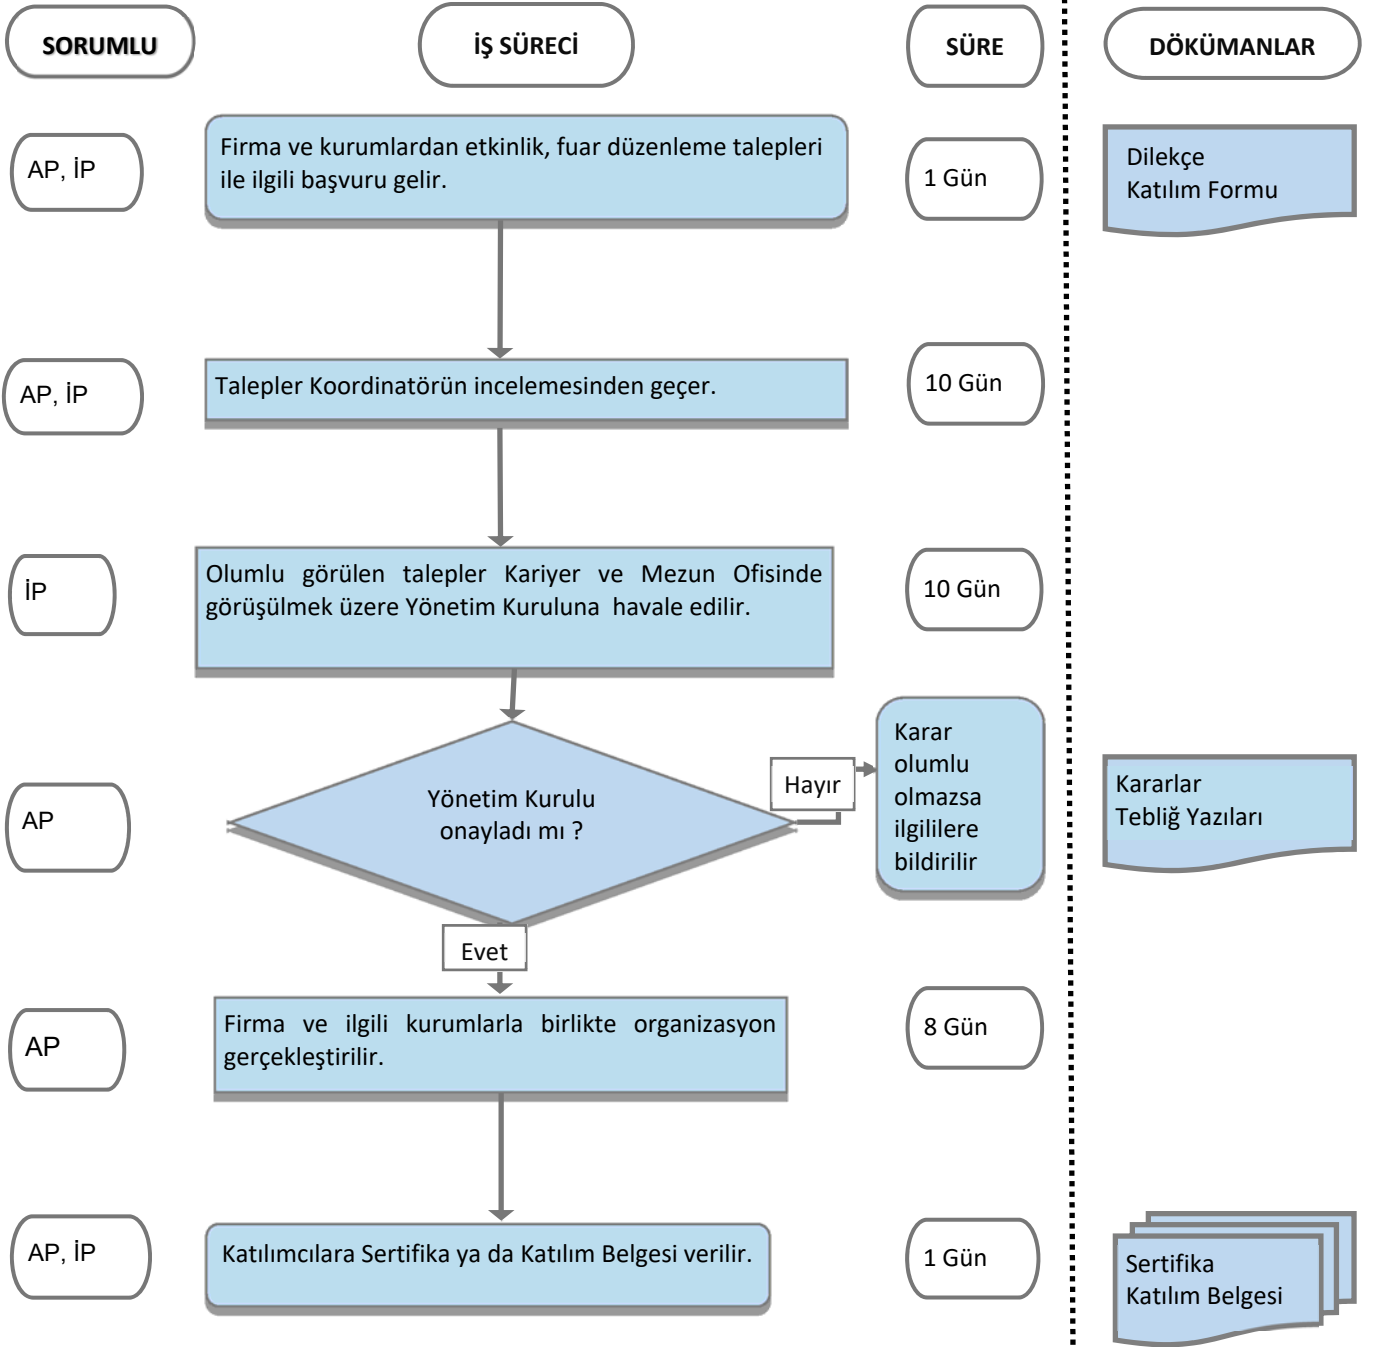 SORUMLU
İŞ SÜRECİ
SÜRE
DÖKÜMANLAR
AP, İP
Firma ve kurumlardan etkinlik, fuar düzenleme talepleri
ile ilgili başvuru gelir.
1 Gün
Dilekçe
Katılım Formu
AP, İP
Talepler Koordinatörün incelemesinden geçer.
10 Gün
İP
Olumlu görülen talepler Kariyer ve Mezun Ofisinde
görüşülmek üzere Yönetim Kuruluna havale edilir.
10 Gün
AP
Yönetim Kurulu
onayladı mı ?
Hayır
Karar
olumlu
olmazsa
ilgililere
bildirilir
Kararlar
Tebliğ Yazıları
Evet
AP
Firma ve ilgili kurumlarla birlikte organizasyon
gerçekleştirilir.
8 Gün
AP, İP
Katılımcılara Sertifika ya da Katılım Belgesi verilir.
1 Gün
Sertifika
Katılım Belgesi